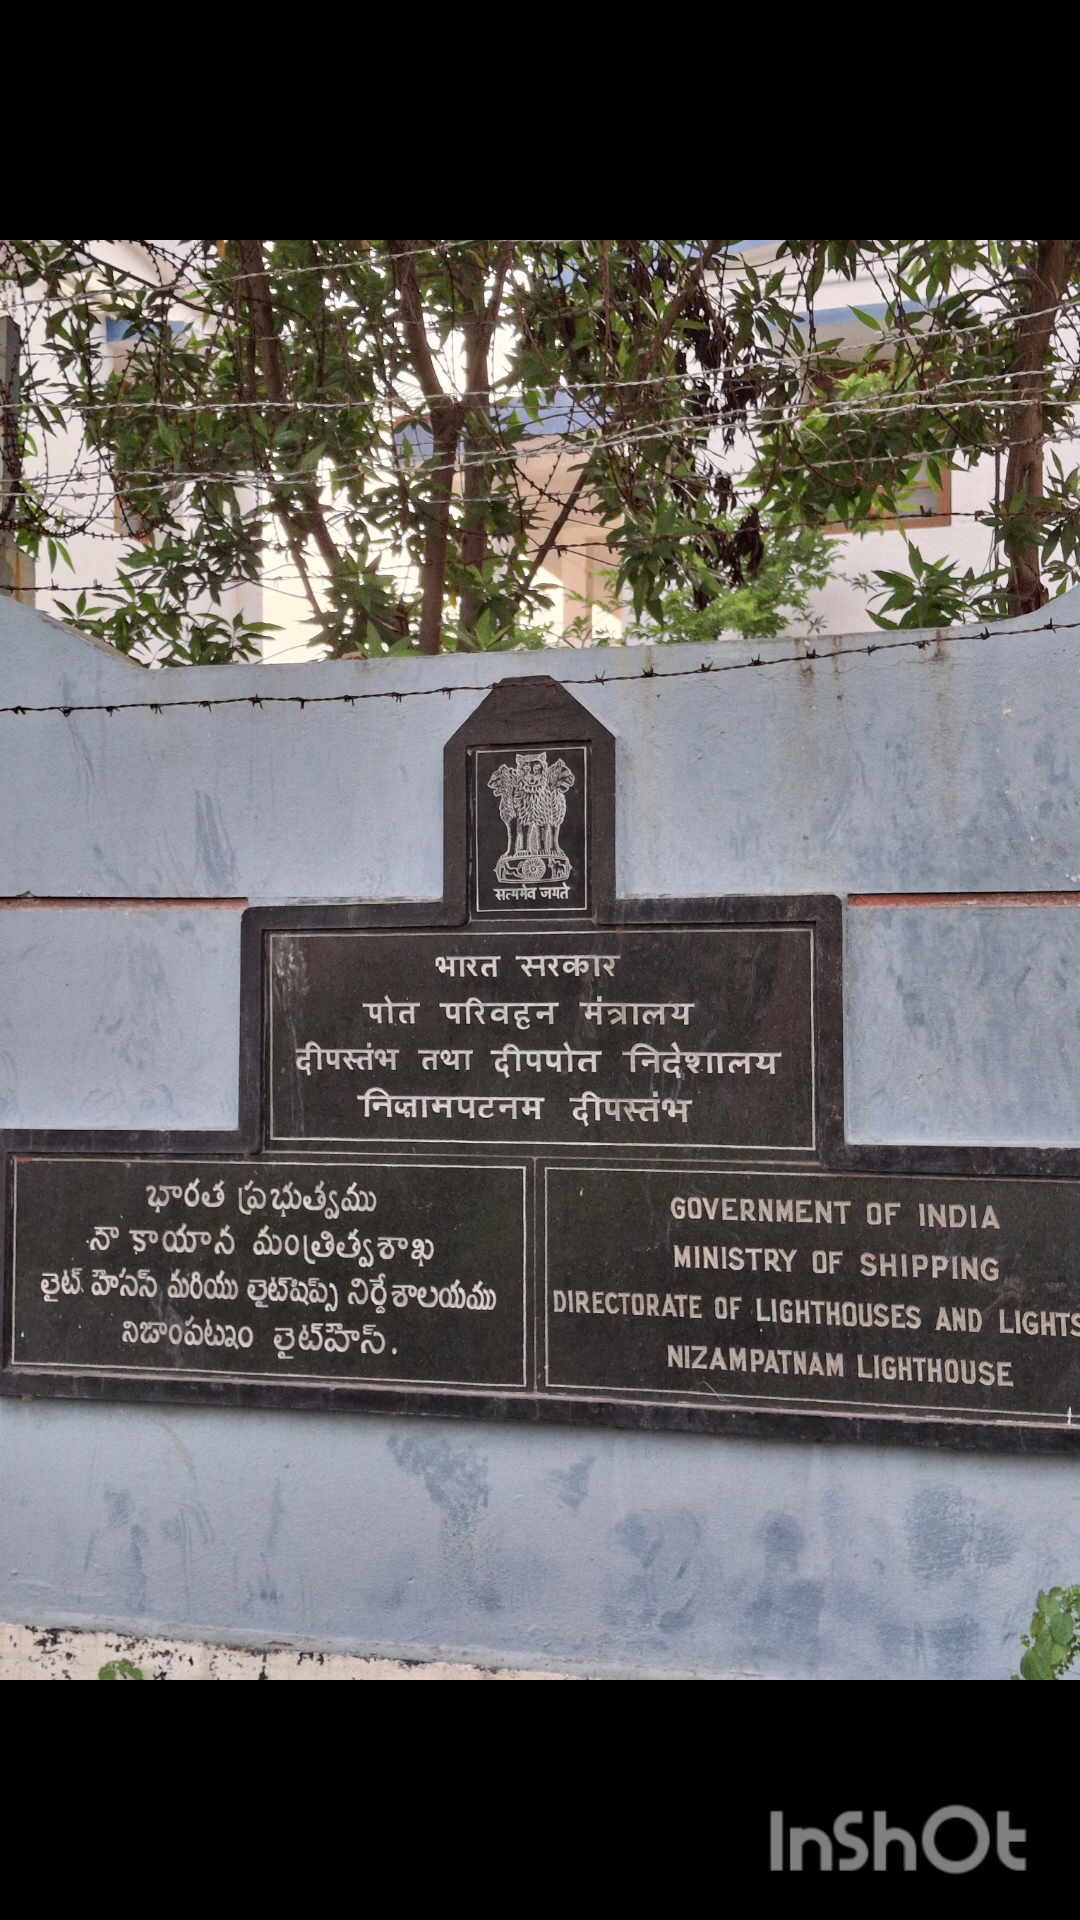 सत्यमेव जयते
भारत सरकार
पोत परिवहन मंत्रालय
दीपस्तंभ तथा दीपपोत निदेशालय
निज़ामपटनम दीपस्तंभ
భారత ప్రభుత్వము
నౌ కాయాన మంత్రిత్వశాఖ
లైట్ హౌసెస్ మరియు లైట్‌షిప్స్ నిర్దేశాలయము
నిజాంపట్నం లైట్‌హౌస్.
GOVERNMENT OF INDIA
MINISTRY OF SHIPPING
DIRECTORATE OF LIGHTHOUSES AND LIGHTS
NIZAMPATNAM LIGHTHOUSE
InShOt